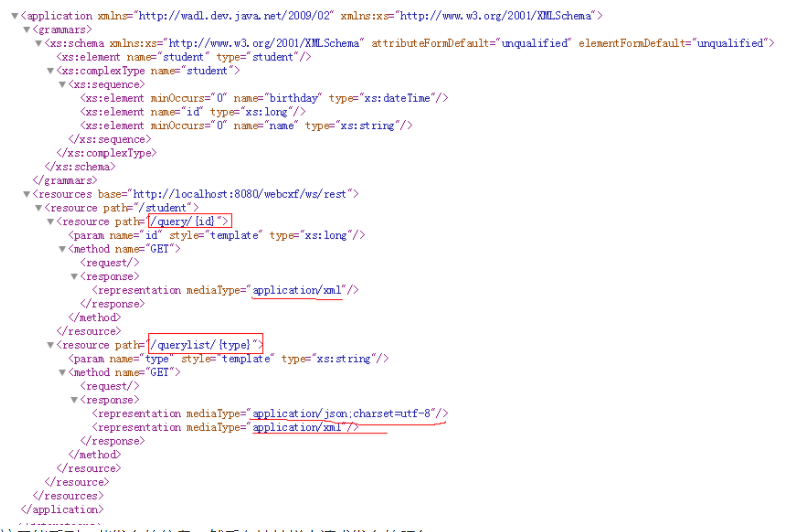 ▼<application xmlns="http://wadl.dev.java.net/2009/02" xmlns:xs="http://www.w3.org/2001/XMLSchema">
▼<grammars>
▼<xs:schema xmlns:xs="http://www.w3.org/2001/XMLSchema" attributeFormDefault="unqualified" elementFormDefault="unqualified">
<xs:element name="student" type="student"/>
▼<xs:complexType name="student">
▼<xs:sequence>
<xs:element minOccurs="0" name="birthday" type="xs:dateTime"/>
<xs:element name="id" type="xs:long"/>
<xs:element minOccurs="0" name="name" type="xs:string"/>
</xs:sequence>
</xs:complexType>
</xs:schema>
</grammars>
▼<resources base="http://localhost:8080/webcxf/ws/rest">
▼<resource path="/student">
▼<resource path="/query/{id}">
<param name="id" style="template" type="xs:long"/>
▼<method name="GET">
<request/>
▼<response>
<representation mediaType="application/xml"/>
</response>
</method>
</resource>
▼<resource path="/querylist/{type}">
<param name="type" style="template" type="xs:string"/>
▼<method name="GET">
<request/>
▼<response>
<representation mediaType="application/json;charset=utf-8"/>
<representation mediaType="application/xml"/>
</response>
</method>
</resource>
</resource>
</resources>
</application>